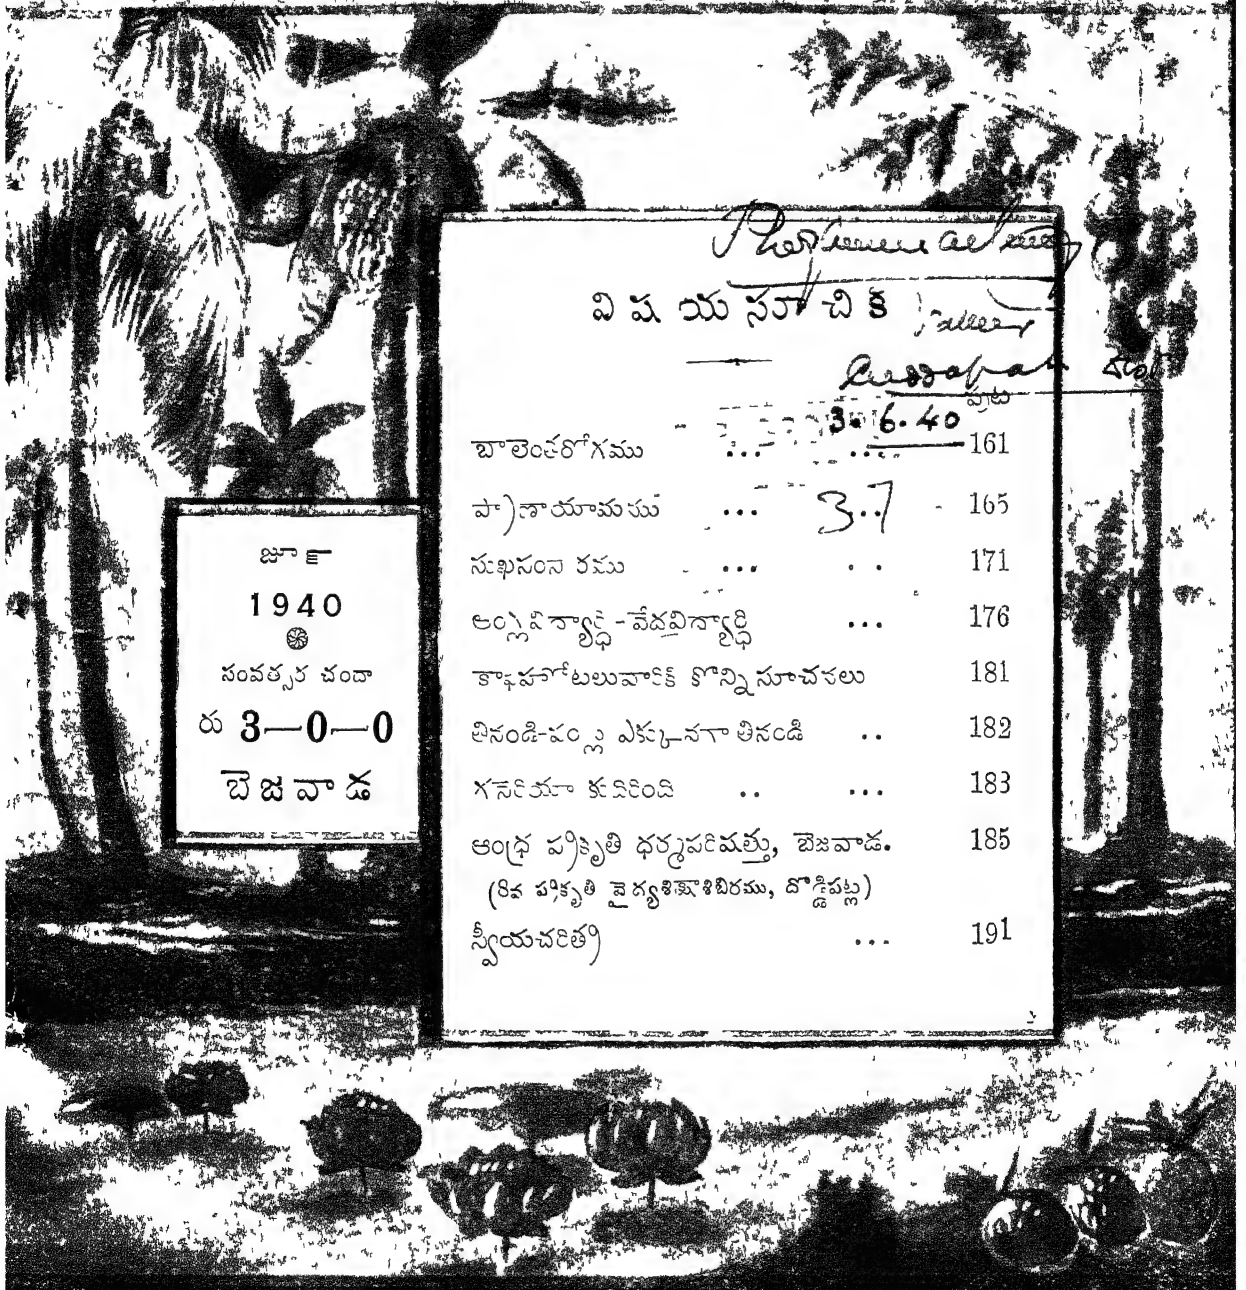 విషయసూచిక
పుట
3.6.40
బాలెంతరోగము ... ... 161
ప్రాణాయామము ... 165
3.7
సుఖసంసారము ... . . 171
ఆంగ్లవిద్యార్థి-వేదవిద్యార్థి ... 176
కాఫీహోటలువారికి కొన్ని సూచనలు 181
తినండి-పండ్లు ఎక్కువగా తినండి .. 182
గనేరియా కుదిరింది .. ... 183
ఆంధ్ర ప్రకృతి ధర్మపరిషత్తు, బెజవాడ. 185
(8వ ప్రకృతి వైద్యశిక్షాశిబిరము, దొడ్డిపట్ల)
స్వీయచరిత్ర ... 191
జూన్
1940
సంవత్సర చందా
రు 3—0—0
బెజవాడ